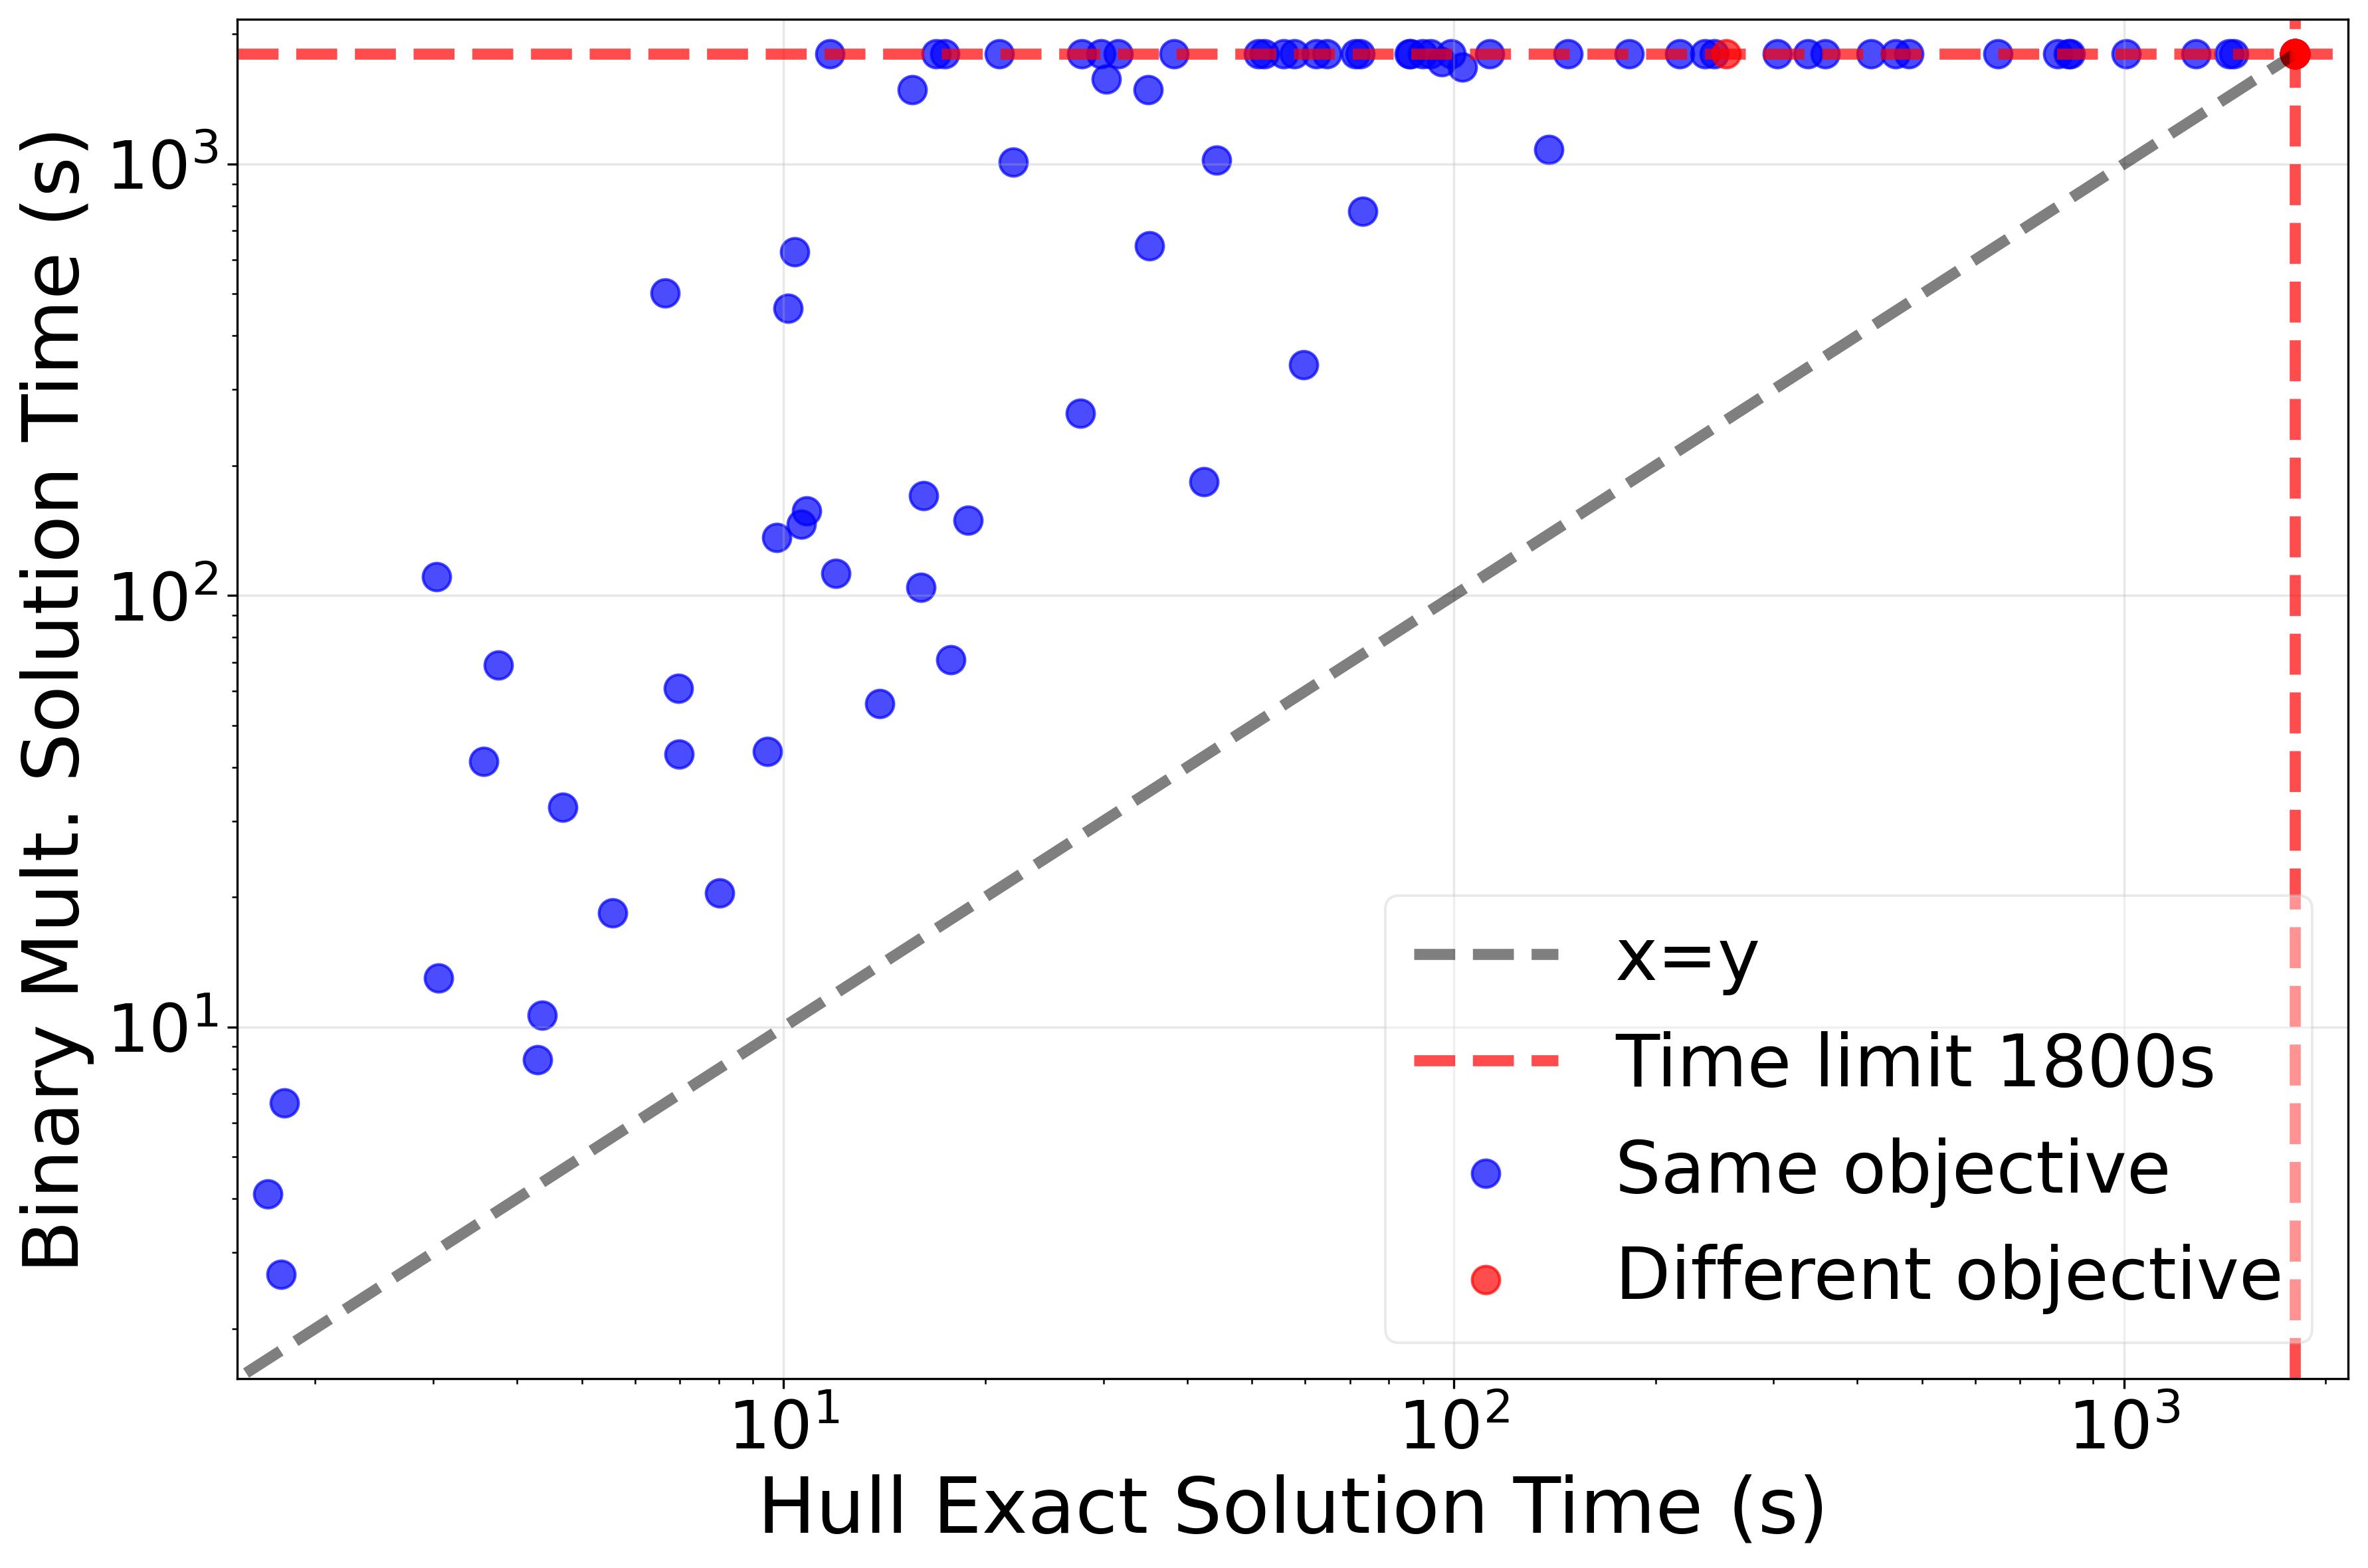 Binary Mult. Solution Time (s)
10³
10²
10¹
x=y
Time limit 1800s
Same objective
Different objective
10¹
10²
10³
Hull Exact Solution Time (s)